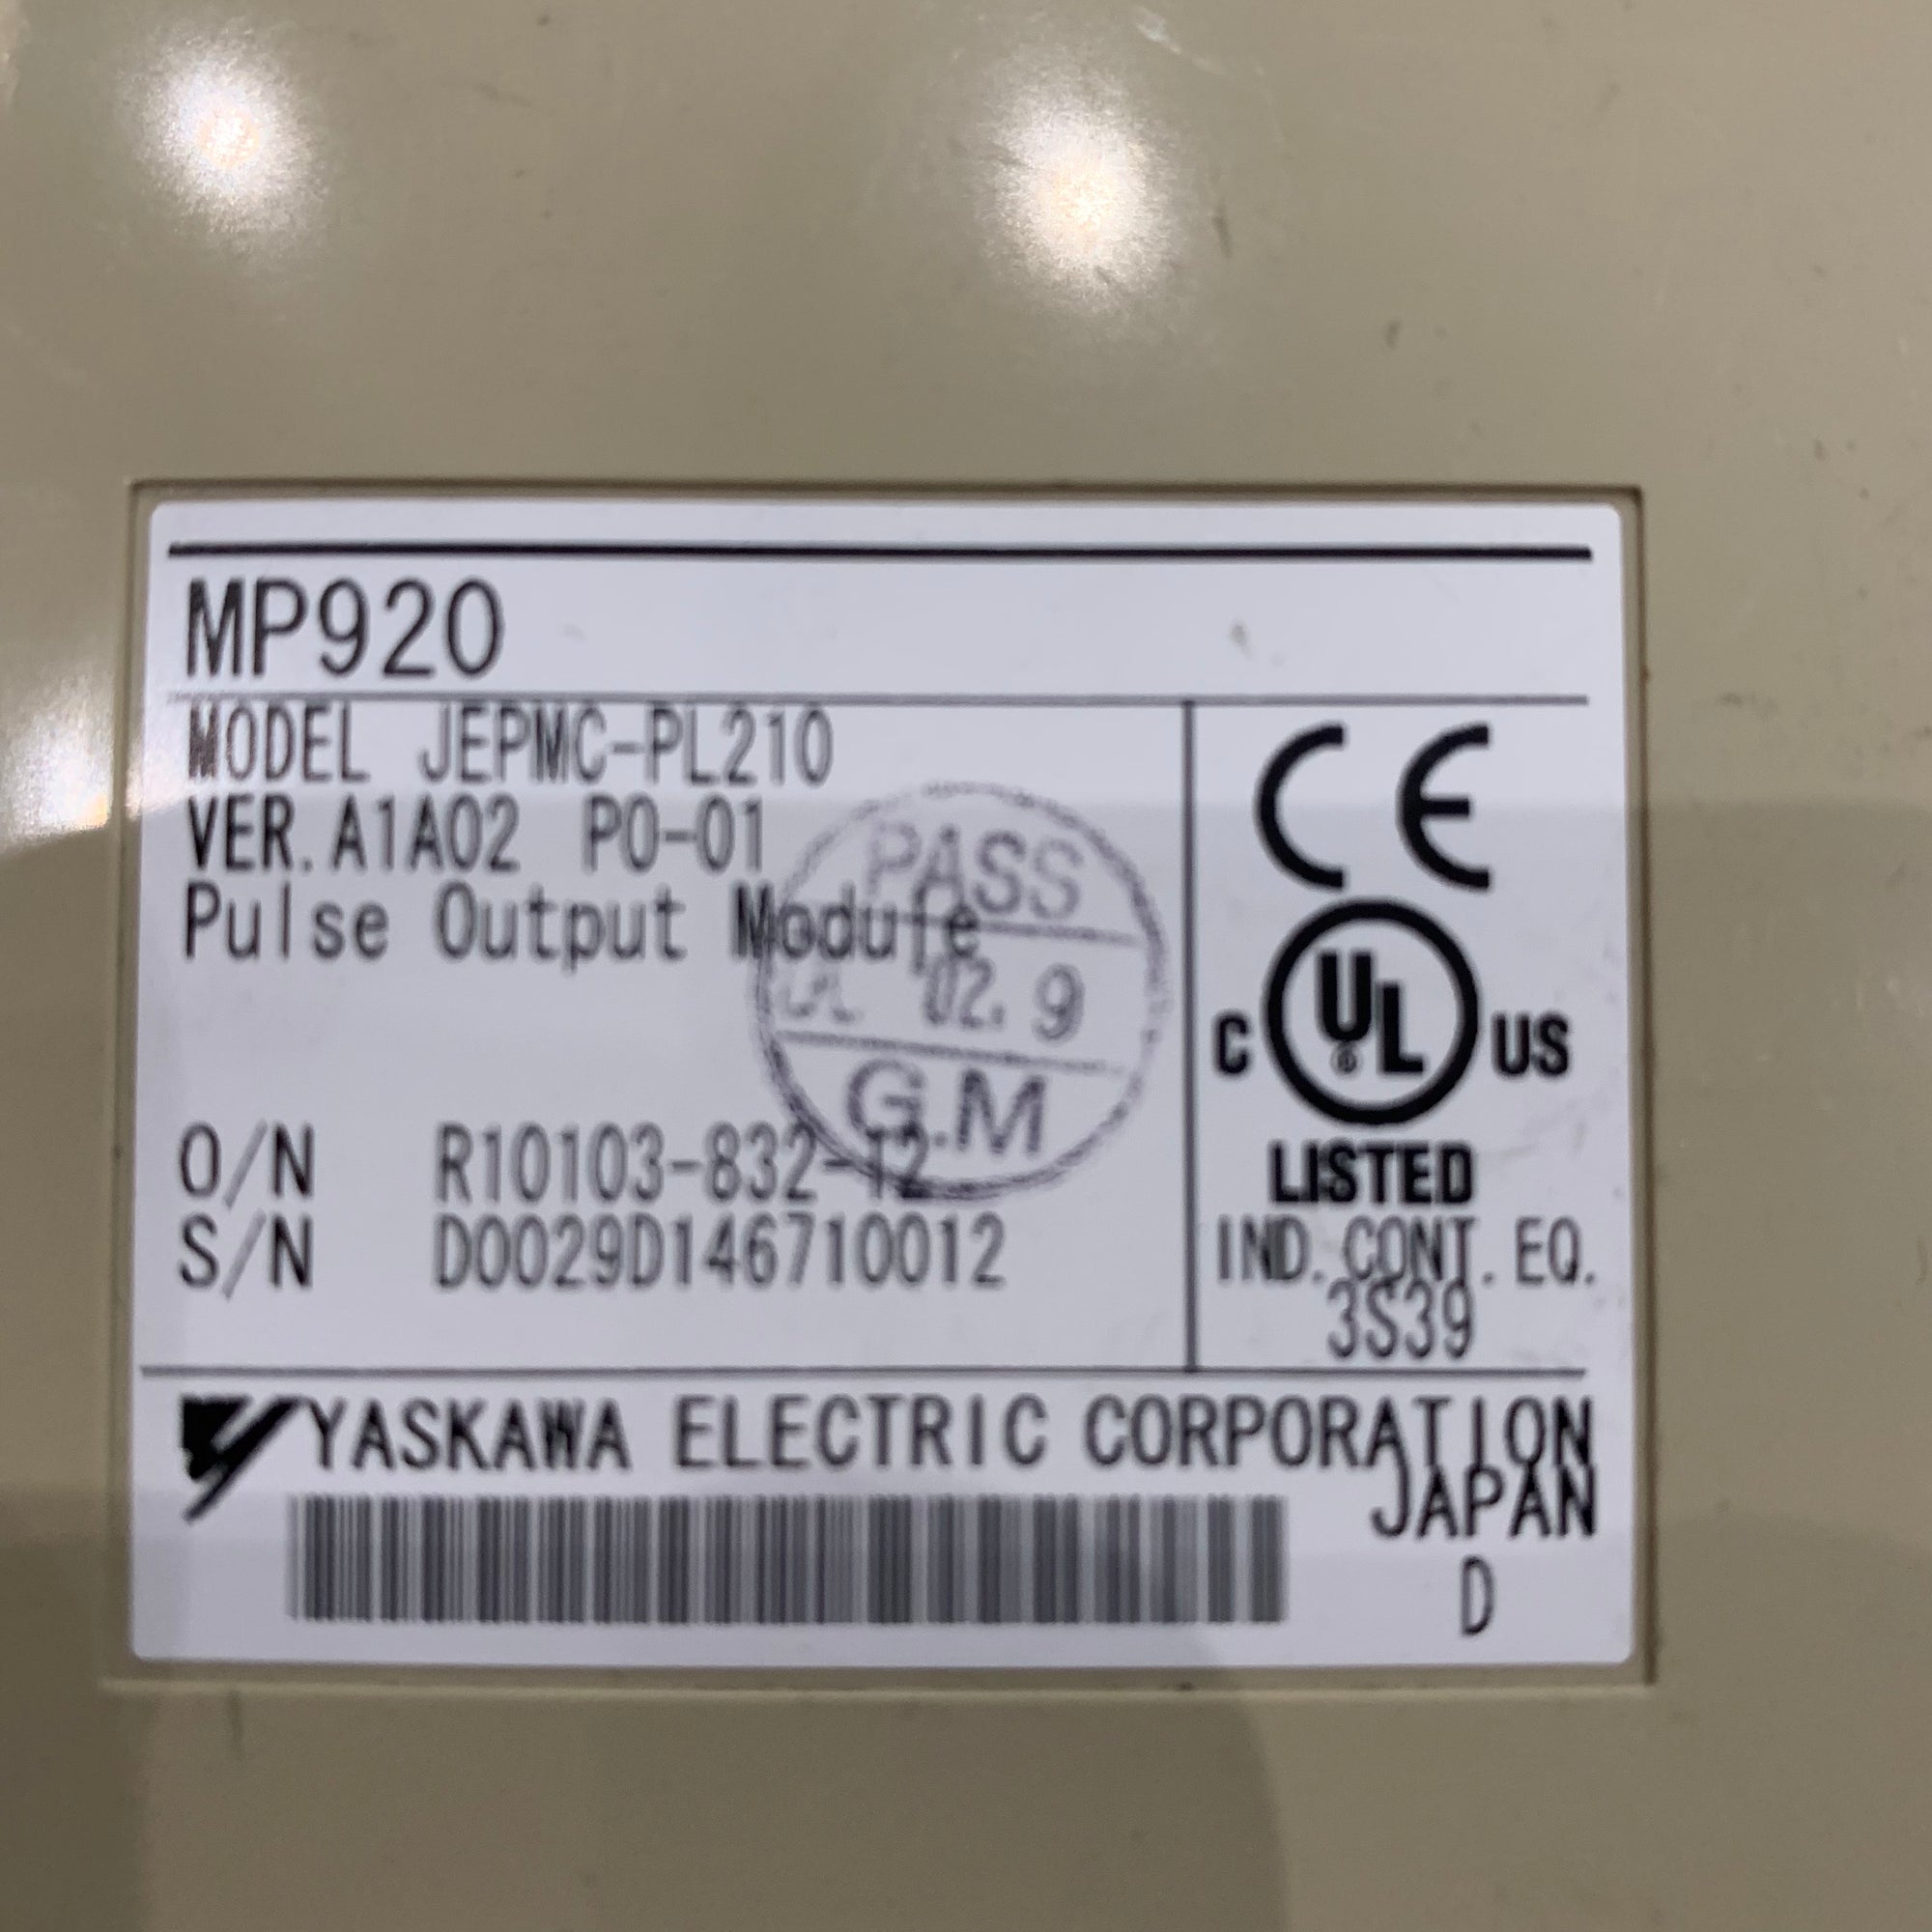 MP920
MODEL JEPMC-PL210
VER. A1A02 PO-01
Pulse Output Module
PASS
'02. 9
G.M
O/N R10103-832-12
S/N D0029D146710012
CE
C UL US
®
LISTED
IND. CONT. EQ.
3S39
YASKAWA ELECTRIC CORPORATION
JAPAN
D